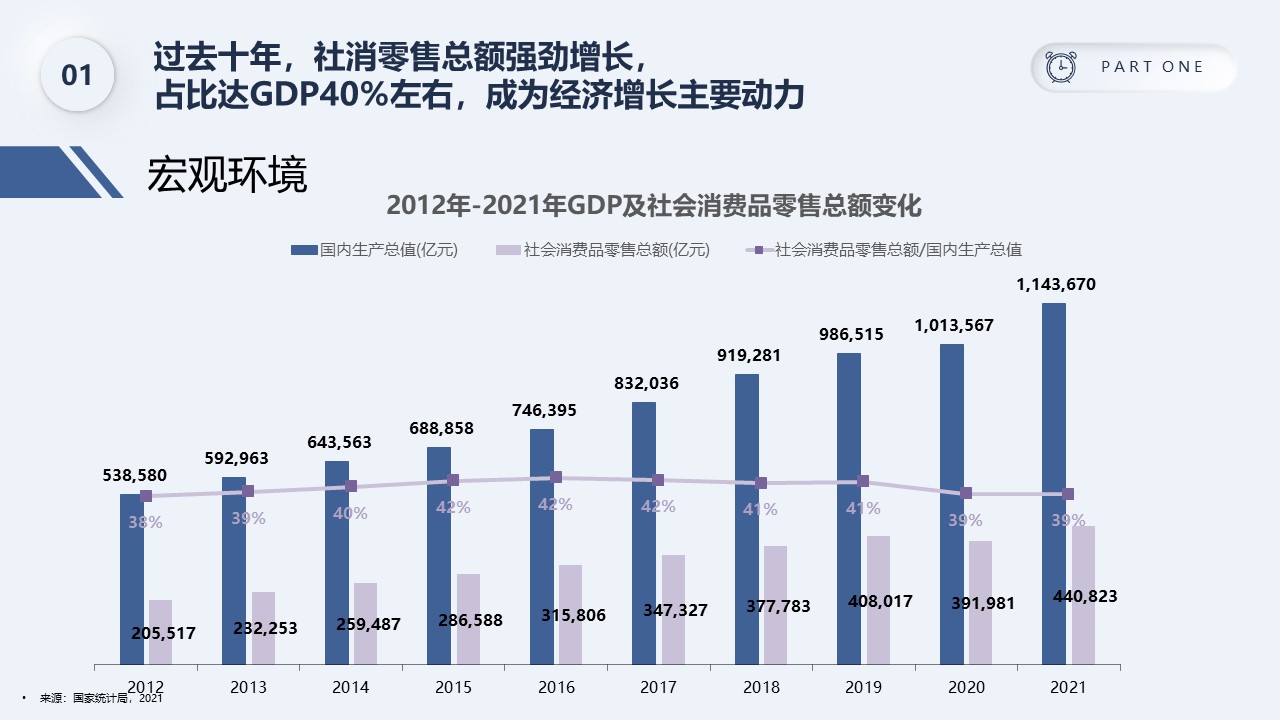 01
过去十年，社消零售总额强劲增长，
占比达GDP40%左右，成为经济增长主要动力
PART ONE
宏观环境
2012年-2021年GDP及社会消费品零售总额变化
国内生产总值(亿元) 社会消费品零售总额(亿元) 社会消费品零售总额/国内生产总值
538,580 592,963 643,563 688,858 746,395 832,036 919,281 986,515 1,013,567 1,143,670
38% 39% 40% 42% 42% 42% 41% 41% 39% 39%
205,517 232,253 259,487 286,588 315,806 347,327 377,783 408,017 391,981 440,823
2012 2013 2014 2015 2016 2017 2018 2019 2020 2021
• 来源：国家统计局，2021